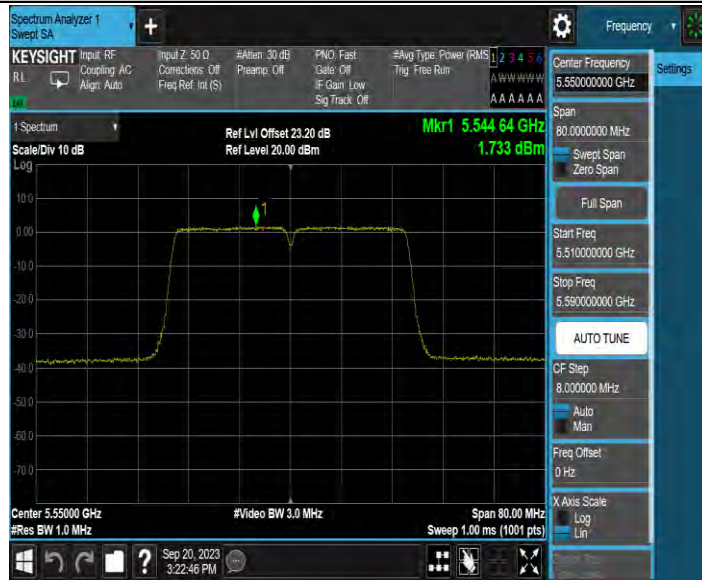 Spectrum Analyzer 1
Swept SA
Frequency
KEYSIGHT
RL
Input: RF
Coupling: AC
Align: Auto
Input Z: 50 Ω
Corrections: Off
Freq Ref: Int (S)
#Atten: 30 dB
Preamp: Off
PNO: Fast
Gate: Off
IF Gain: Low
Sig Track: Off
#Avg Type: Power (RMS
Trig: Free Run
1 2 3 4 5 6
A W W W W W
A A A A A A
1 Spectrum
Scale/Div 10 dB
Ref Lvl Offset 23.20 dB
Ref Level 20.00 dBm
Mkr1 5.544 64 GHz
1.733 dBm
Log
10.0
0.00
-10.0
-20.0
-30.0
-40.0
-50.0
-60.0
-70.0
1
Center 5.55000 GHz
#Res BW 1.0 MHz
#Video BW 3.0 MHz
Span 80.00 MHz
Sweep 1.00 ms (1001 pts)
?
Sep 20, 2023
3:22:46 PM
Center Frequency
5.550000000 GHz
Settings
Span
80.0000000 MHz
Swept Span
Zero Span
Full Span
Start Freq
5.510000000 GHz
Stop Freq
5.590000000 GHz
AUTO TUNE
CF Step
8.000000 MHz
Auto
Man
Freq Offset
0 Hz
X Axis Scale
Log
Lin